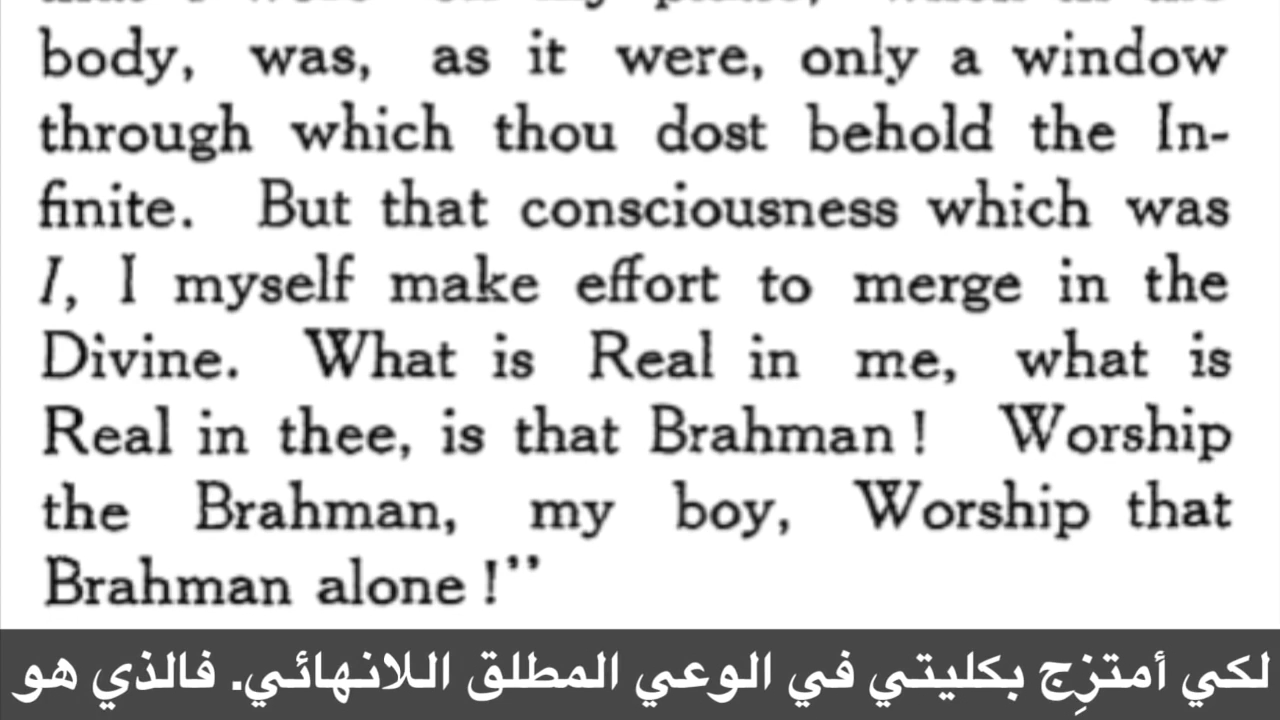 body, was, as it were, only a window
through which thou dost behold the In-
finite. But that consciousness which was
I, I myself make effort to merge in the
Divine. What is Real in me, what is
Real in thee, is that Brahman! Worship
the Brahman, my boy, Worship that
Brahman alone!’’
لكي أمتزِج بكليتي في الوعي المطلق اللانهائي. فالذي هو